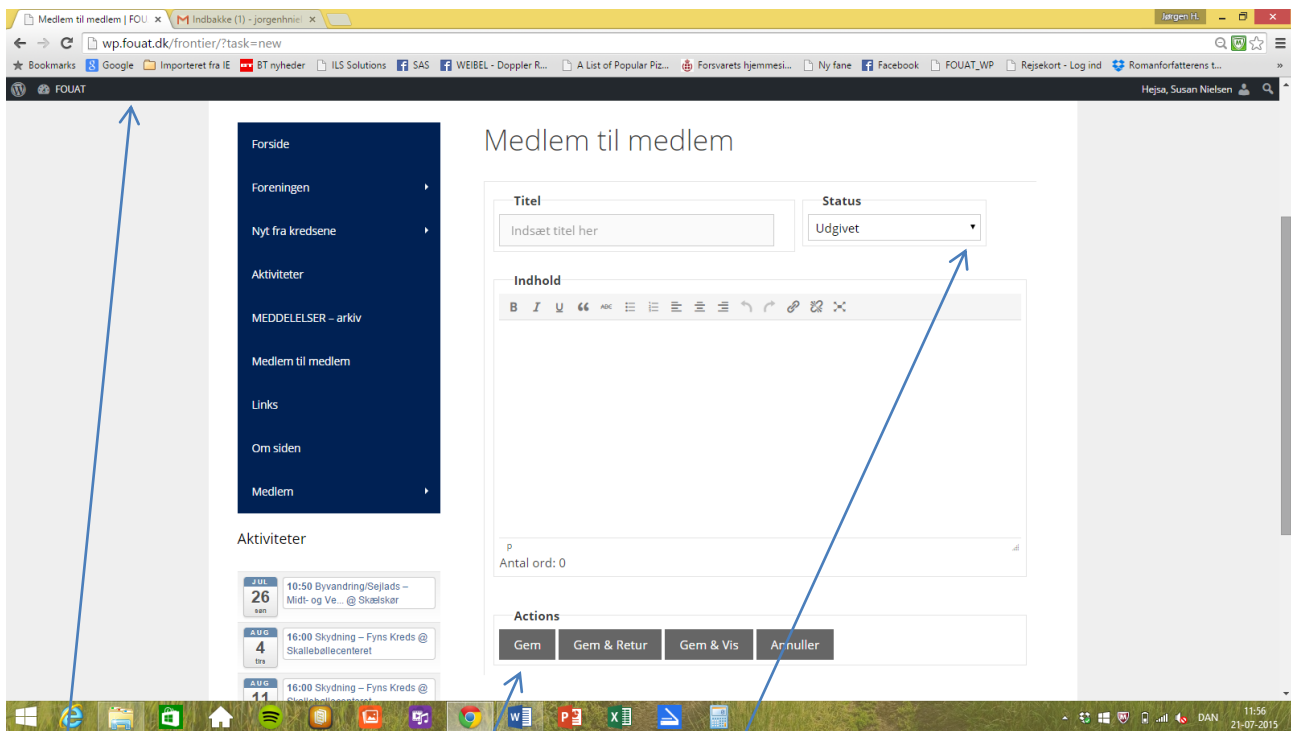 Medlem til medlem | FOU
Indbakke (1) - jorgenhniel
Jørgen H.
wp.fouat.dk/frontier/?task=new
Bookmarks Google Importeret fra IE BT nyheder ILS Solutions SAS WEIBEL - Doppler R... A List of Popular Piz... Forsvarets hjemmesi... Ny fane Facebook FOUAT_WP Rejsekort - Log ind Romanforfatterens t... »
FOUAT
Hejsa, Susan Nielsen
Forside
Foreningen
Nyt fra kredsene
Aktiviteter
MEDDELELSER – arkiv
Medlem til medlem
Links
Om siden
Medlem
Aktiviteter
JUL
26
søn
10:50 Byvandring/Sejlads –
Midt- og Ve... @ Skælskør
AUG
4
tirs
16:00 Skydning – Fyns Kreds @
Skallebøllecenteret
AUG
11
16:00 Skydning – Fyns Kreds @
Medlem til medlem
Titel
Indsæt titel her
Status
Udgivet
Indhold
B I U “ ABC
P
Antal ord: 0
Actions
Gem Gem & Retur Gem & Vis Annuller
DAN
11:56
21-07-2015